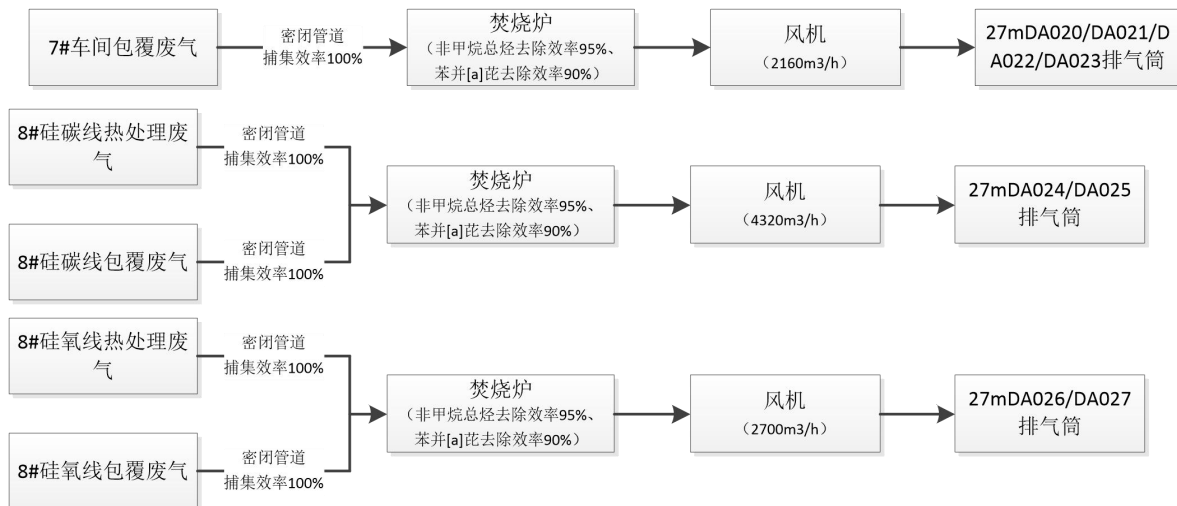 7#车间包覆废气
密闭管道
捕集效率100%
焚烧炉
（非甲烷总烃去除效率95%、
苯并[a]芘去除效率90%）
风机
（2160m3/h）
27mDA020/DA021/D
A022/DA023排气筒
8#硅碳线热处理废
气
密闭管道
捕集效率100%
8#硅碳线包覆废气
密闭管道
捕集效率100%
焚烧炉
（非甲烷总烃去除效率95%、
苯并[a]芘去除效率90%）
风机
（4320m3/h）
27mDA024/DA025
排气筒
8#硅氧线热处理废
气
密闭管道
捕集效率100%
8#硅氧线包覆废气
密闭管道
捕集效率100%
焚烧炉
（非甲烷总烃去除效率95%、
苯并[a]芘去除效率90%）
风机
（2700m3/h）
27mDA026/DA027
排气筒